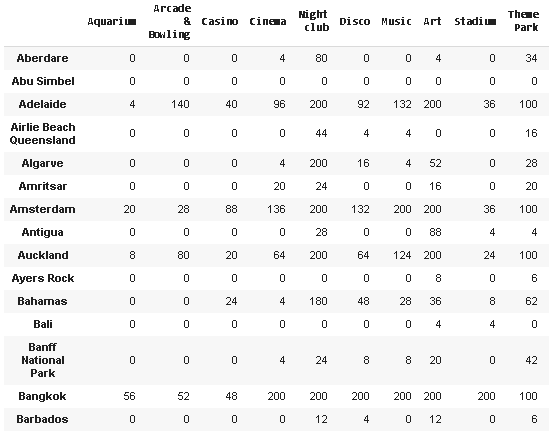 Aquarium Arcade & Bowling Casino Cinema Night club Disco Music Art Stadium Theme Park
Aberdare 0 0 0 4 80 0 0 4 0 34
Abu Simbel 0 0 0 0 0 0 0 0 0 0
Adelaide 4 140 40 96 200 92 132 200 36 100
Airlie Beach Queensland 0 0 0 0 44 4 4 0 0 16
Algarve 0 0 0 4 200 16 4 52 0 28
Amritsar 0 0 0 20 24 0 0 16 0 20
Amsterdam 20 28 88 136 200 132 200 200 36 100
Antigua 0 0 0 0 28 0 0 88 4 4
Auckland 8 80 20 64 200 64 124 200 24 100
Ayers Rock 0 0 0 0 0 0 0 8 0 6
Bahamas 0 0 24 4 180 48 28 36 8 62
Bali 0 0 0 0 0 0 0 4 4 0
Banff National Park 0 0 0 4 24 8 8 20 0 42
Bangkok 56 52 48 200 200 200 200 200 200 100
Barbados 0 0 0 0 12 4 0 12 0 6